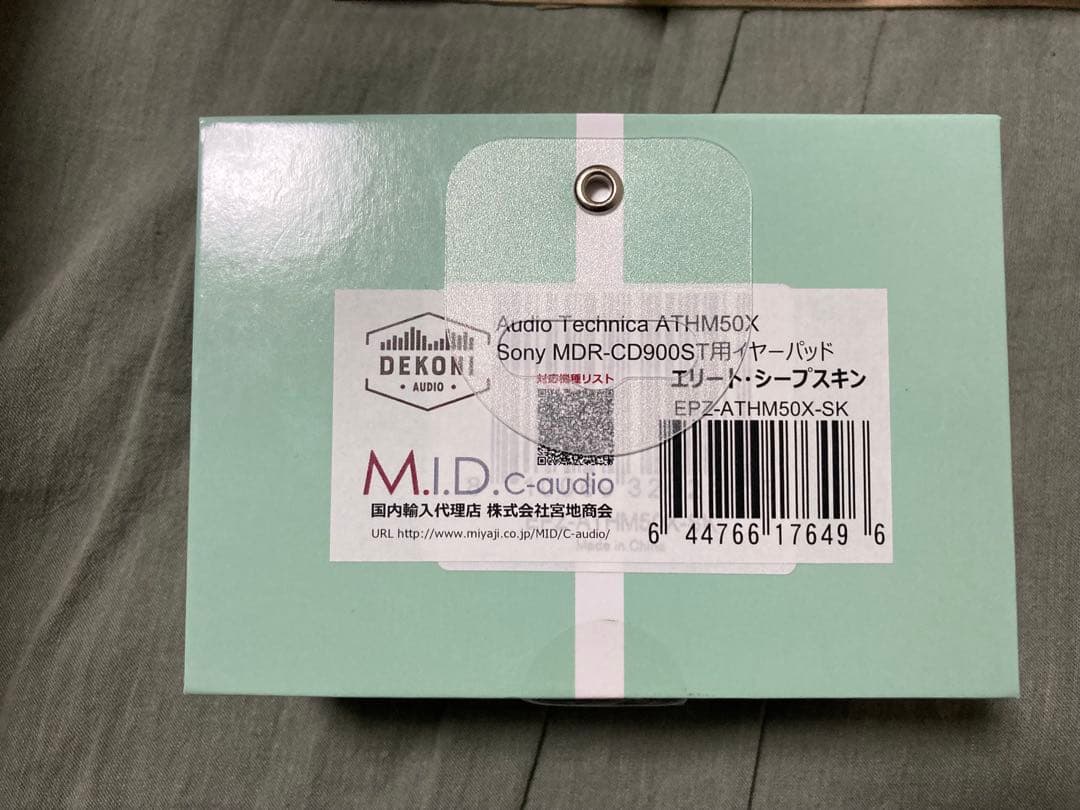 DEKONI
・AUDIO・
Audio Technica ATHM50X
Sony MDR-CD900ST用イヤーパッド
対応機種リスト
エリート・シープスキン
EPZ-ATHM50X-SK
M.I.D. C-audio
国内輸入代理店 株式会社宮地商会
URL http://www.miyaji.co.jp/MID/C-audio/
6 44766 17649 6
Made in China